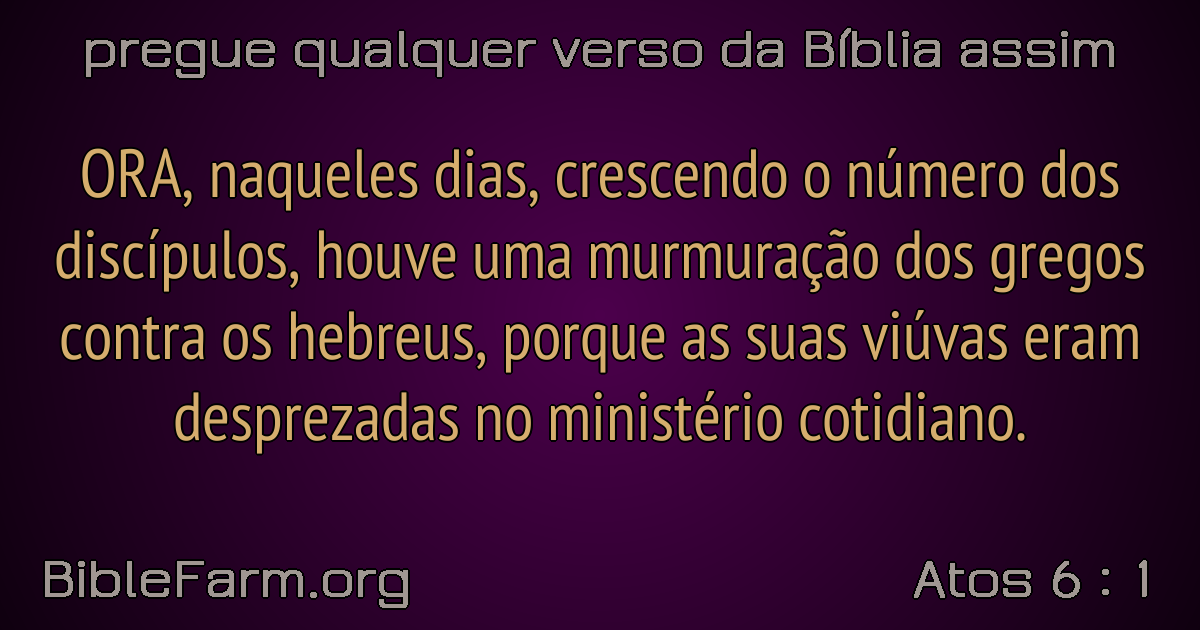 pregue qualquer verso da Bíblia assim
ORA, naqueles dias, crescendo o número dos
discípulos, houve uma murmuração dos gregos
contra os hebreus, porque as suas viúvas eram
desprezadas no ministério cotidiano.
BibleFarm.org
Atos 6 : 1